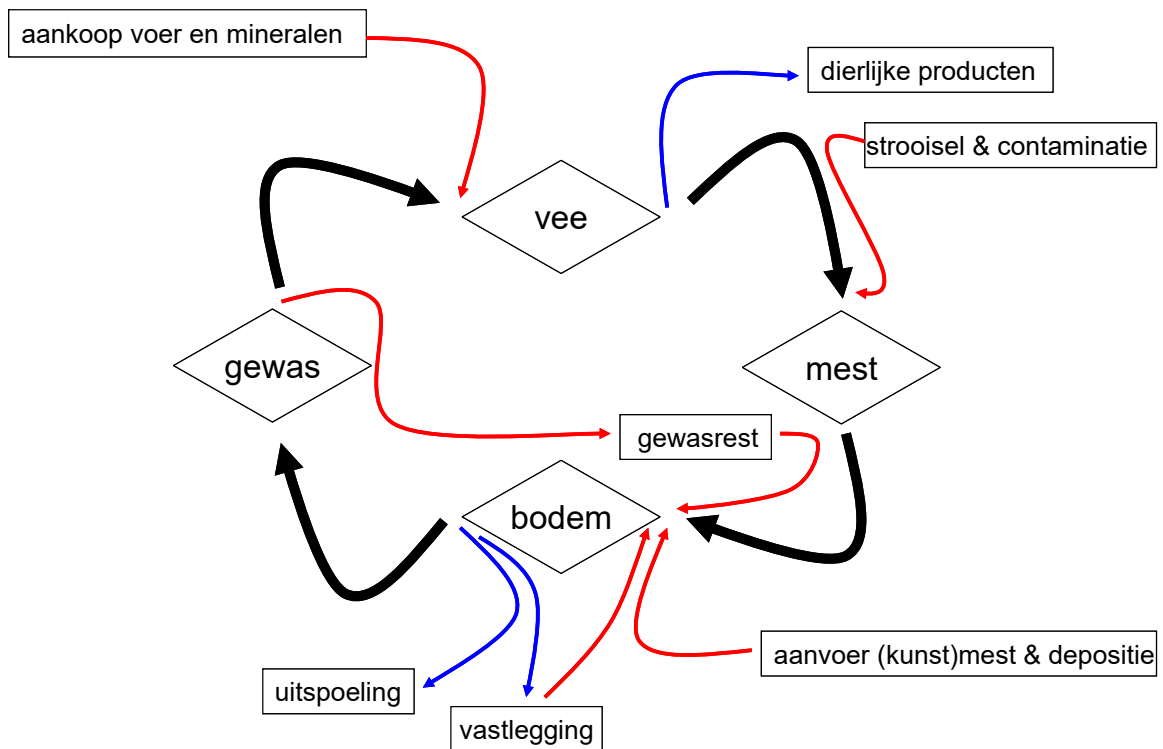 aankoop voer en mineralen
dierlijke producten
strooisel & contaminatie
vee
gewas
mest
gewasrest
bodem
aanvoer (kunst)mest & depositie
uitspoeling
vastlegging